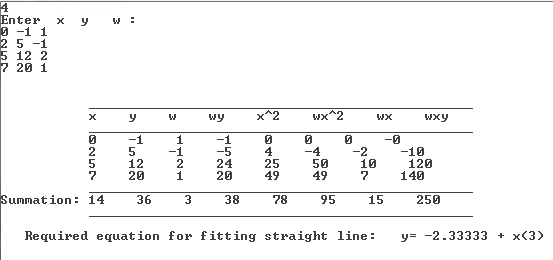 4
Enter x y w :
0 -1 1
2 5 -1
5 12 2
7 20 1
x y w wy x^2 wx^2 wx wxy
0 -1 1 -1 0 0 0 -0
2 5 -1 -5 4 -4 -2 -10
5 12 2 24 25 50 10 120
7 20 1 20 49 49 7 140
Summation: 14 36 3 38 78 95 15 250
Required equation for fitting straight line: y= -2.33333 + x(3)